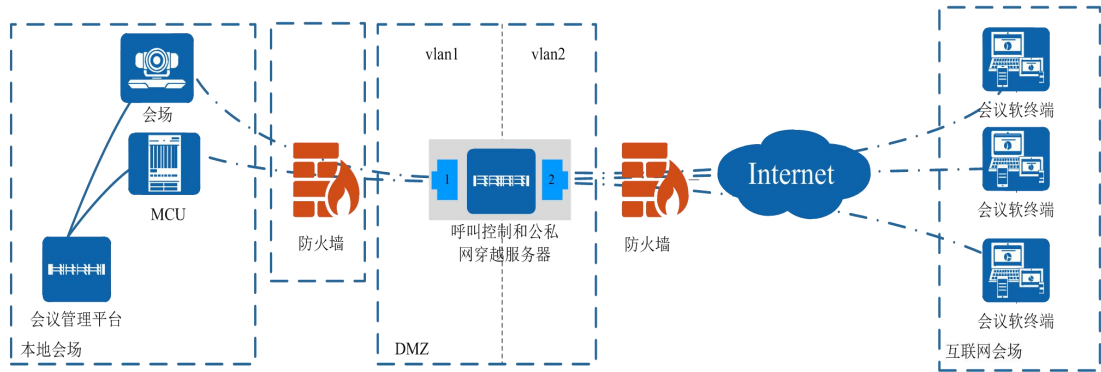 会场
MCU
会议管理平台
本地会场
防火墙
vlan1
vlan2
1
2
呼叫控制和公私
网穿越服务器
DMZ
防火墙
Internet
会议软终端
会议软终端
会议软终端
互联网会场